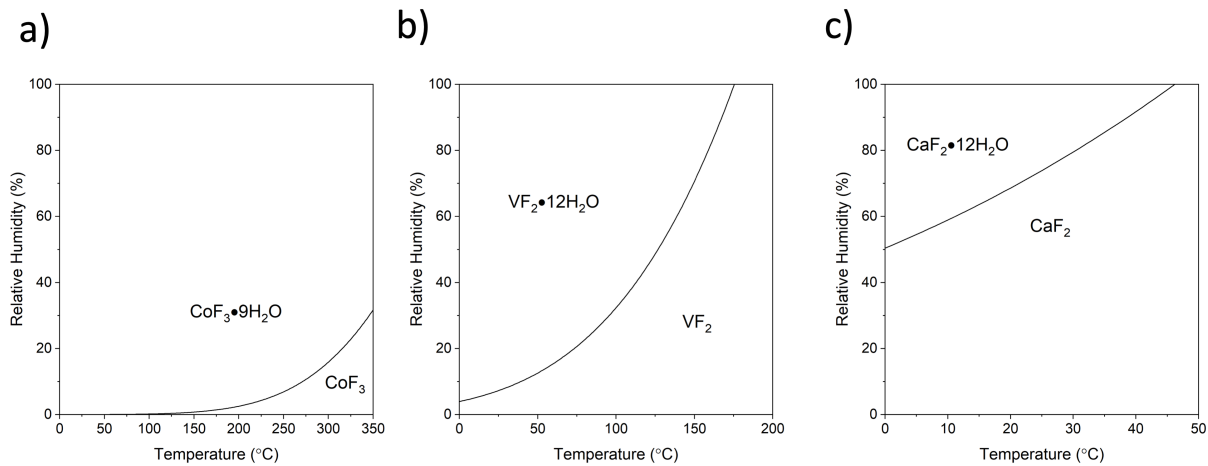 a)
b)
c)
Relative Humidity (%)
100
80
60
40
20
0
CoF₃•9H₂O
CoF₃
0
50
100
150
200
250
300
350
Temperature (°C)
Relative Humidity (%)
100
80
60
40
20
0
VF₂•12H₂O
VF₂
0
50
100
150
200
Temperature (°C)
Relative Humidity (%)
100
80
60
40
20
0
CaF₂•12H₂O
CaF₂
0
10
20
30
40
50
Temperature (°C)